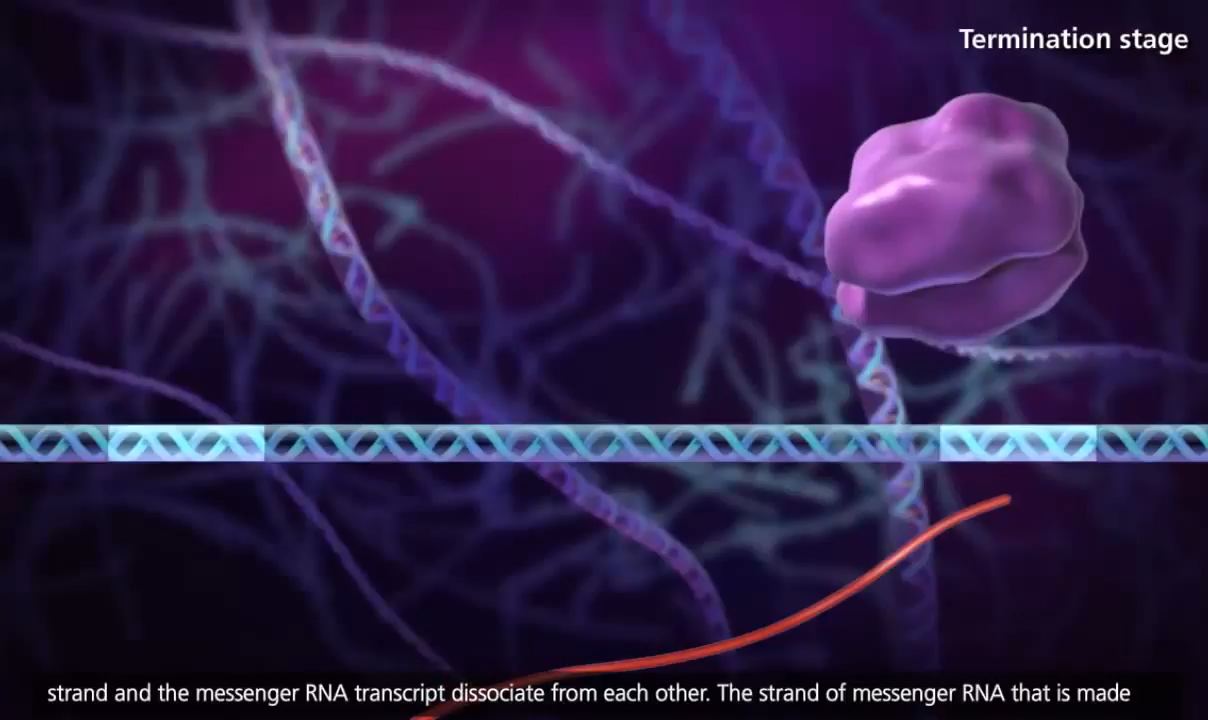 Termination stage
strand and the messenger RNA transcript dissociate from each other. The strand of messenger RNA that is made